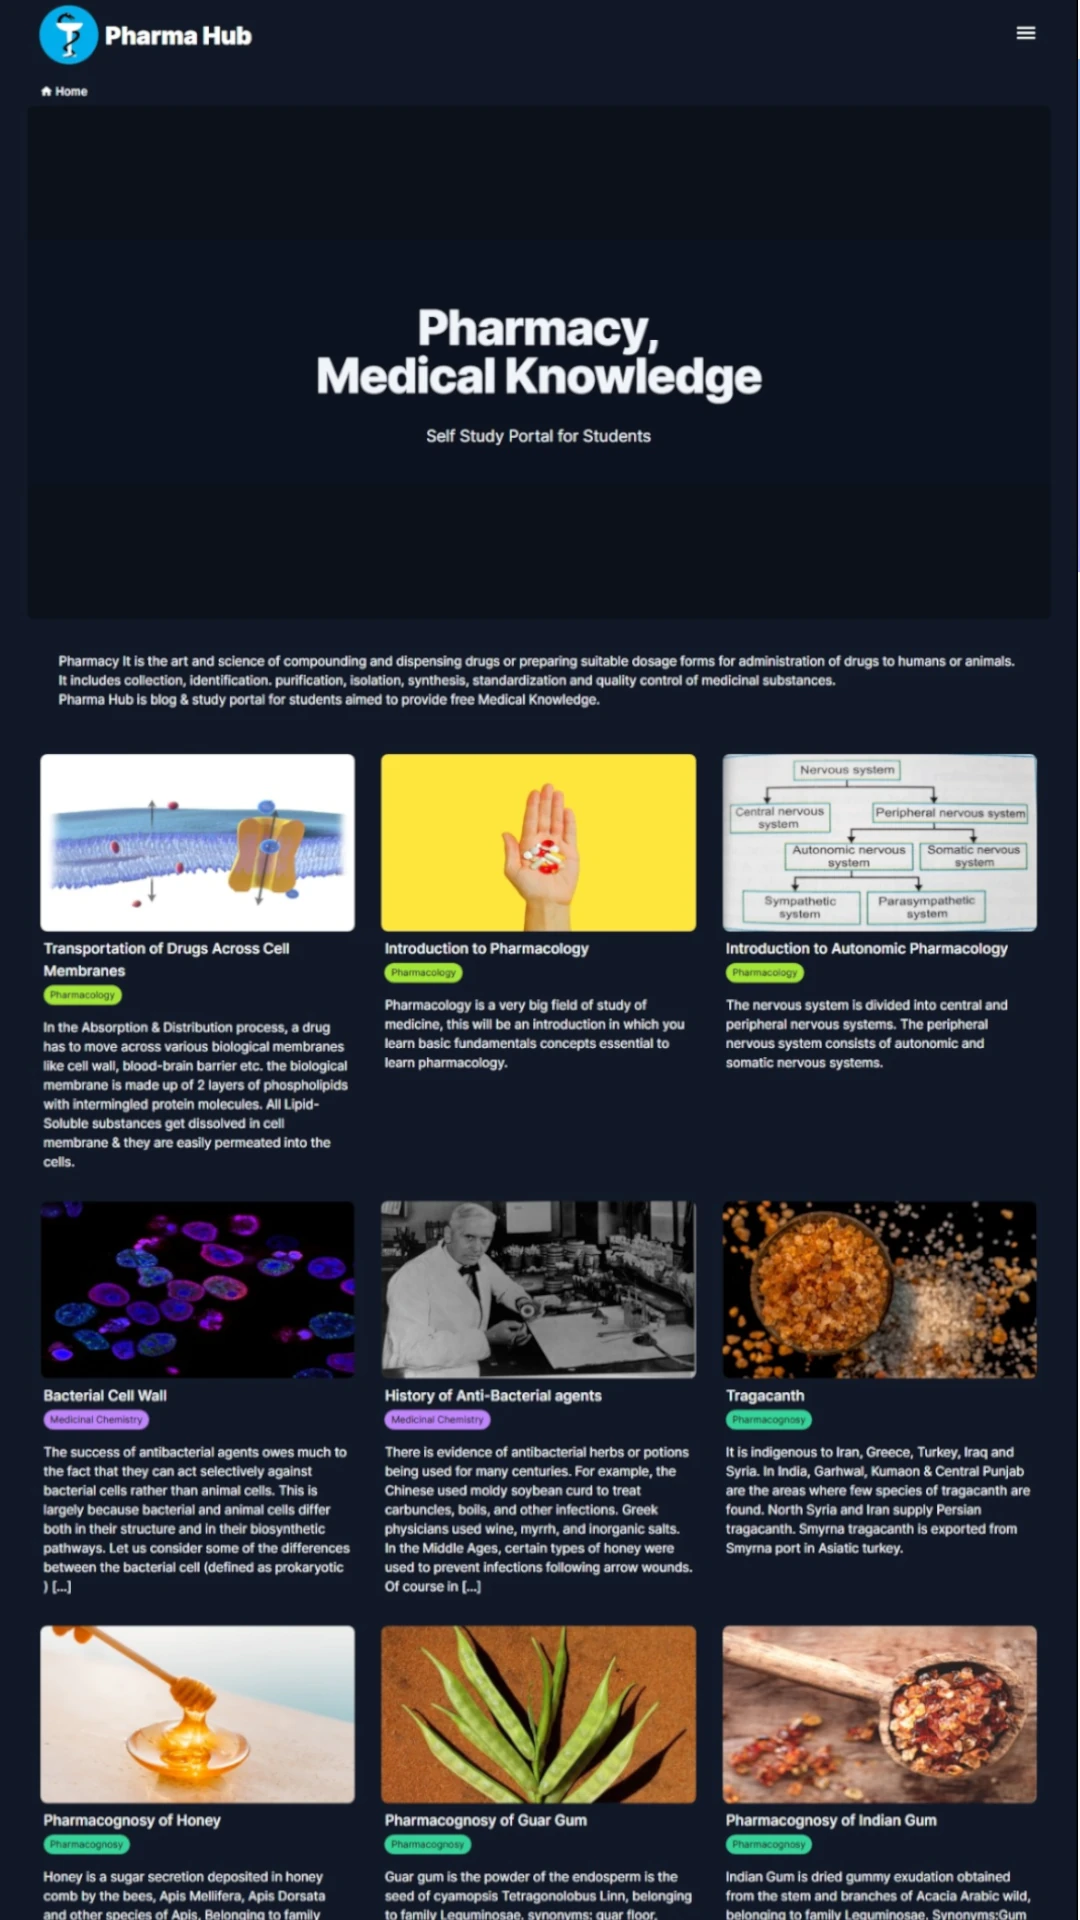 Pharma Hub
Home
Pharmacy,
Medical Knowledge
Self Study Portal for Students
Pharmacy It is the art and science of compounding and dispensing drugs or preparing suitable dosage forms for administration of drugs to humans or animals.
It includes collection, identification. purification, isolation, synthesis, standardization and quality control of medicinal substances.
Pharma Hub is blog & study portal for students aimed to provide free Medical Knowledge.
Transportation of Drugs Across Cell
Membranes
Pharmacology
In the Absorption & Distribution process, a drug
has to move across various biological membranes
like cell wall, blood-brain barrier etc. the biological
membrane is made up of 2 layers of phospholipids
with intermingled protein molecules. All Lipid-
Soluble substances get dissolved in cell
membrane & they are easily permeated into the
cells.
Introduction to Pharmacology
Pharmacology
Pharmacology is a very big field of study of
medicine, this will be an introduction in which you
learn basic fundamentals concepts essential to
learn pharmacology.
Nervous system
Central nervous
system
Peripheral nervous system
Autonomic nervous
system
Somatic nervous
system
Sympathetic
system
Parasympathetic
system
Introduction to Autonomic Pharmacology
Pharmacology
The nervous system is divided into central and
peripheral nervous systems. The peripheral
nervous system consists of autonomic and
somatic nervous systems.
Bacterial Cell Wall
Medicinal Chemistry
The success of antibacterial agents owes much to
the fact that they can act selectively against
bacterial cells rather than animal cells. This is
largely because bacterial and animal cells differ
both in their structure and in their biosynthetic
pathways. Let us consider some of the differences
between the bacterial cell (defined as prokaryotic
) [...]
History of Anti-Bacterial agents
Medicinal Chemistry
There is evidence of antibacterial herbs or potions
being used for many centuries. For example, the
Chinese used moldy soybean curd to treat
carbuncles, boils, and other infections. Greek
physicians used wine, myrrh, and inorganic salts.
In the Middle Ages, certain types of honey were
used to prevent infections following arrow wounds.
Of course in [...]
Tragacanth
Pharmacognosy
It is indigenous to Iran, Greece, Turkey, Iraq and
Syria. In India, Garhwal, Kumaon & Central Punjab
are the areas where few species of tragacanth are
found. North Syria and Iran supply Persian
tragacanth. Smyrna tragacanth is exported from
Smyrna port in Asiatic turkey.
Pharmacognosy of Honey
Pharmacognosy
Honey is a sugar secretion deposited in honey
comb by the bees, Apis Mellifera, Apis Dorsata
and other species of Apis. Belonging to family
Pharmacognosy of Guar Gum
Pharmacognosy
Guar gum is the powder of the endosperm is the
seed of cyamopsis Tetragonolobus Linn, belonging
to family Leguminosae. synonyms: guar floor,
Pharmacognosy of Indian Gum
Pharmacognosy
Indian Gum is dried gummy exudation obtained
from the stem and branches of Acacia Arabic wild,
belonging to family Leguminosae. Synonyms:Gum